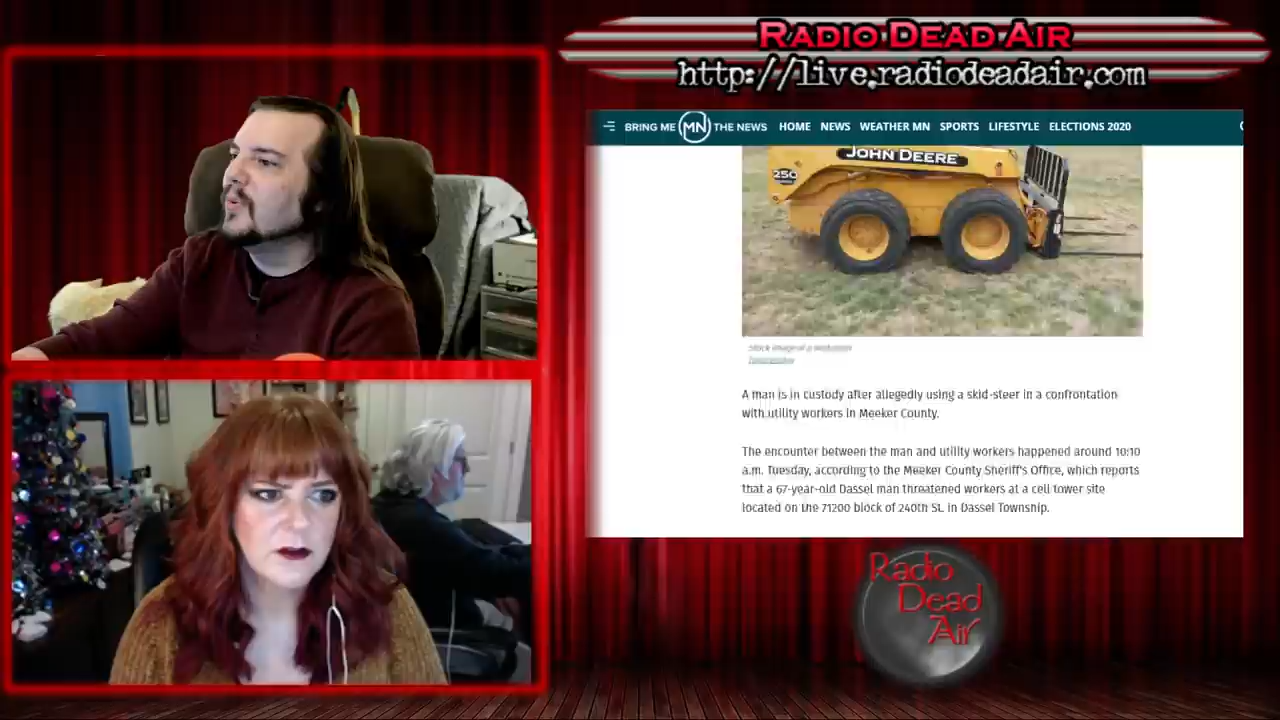 RADIO DEAD AIR
http://live.radiodeadair.com
BRING ME MN THE NEWS HOME NEWS WEATHER MN SPORTS LIFESTYLE ELECTIONS 2020
JOHN DEERE
250
Stock image of a
A man is in custody after allegedly using a skid-steer in a confrontation
with utility workers in Meeker County.
The encounter between the man and utility workers happened around 10:10
a.m. Tuesday, according to the Meeker County Sheriff's Office, which reports
that a 67-year-old Dassel man threatened workers at a cell tower site
located on the 71200 block of 240th St. in Dassel Township.
Radio
Dead
Air